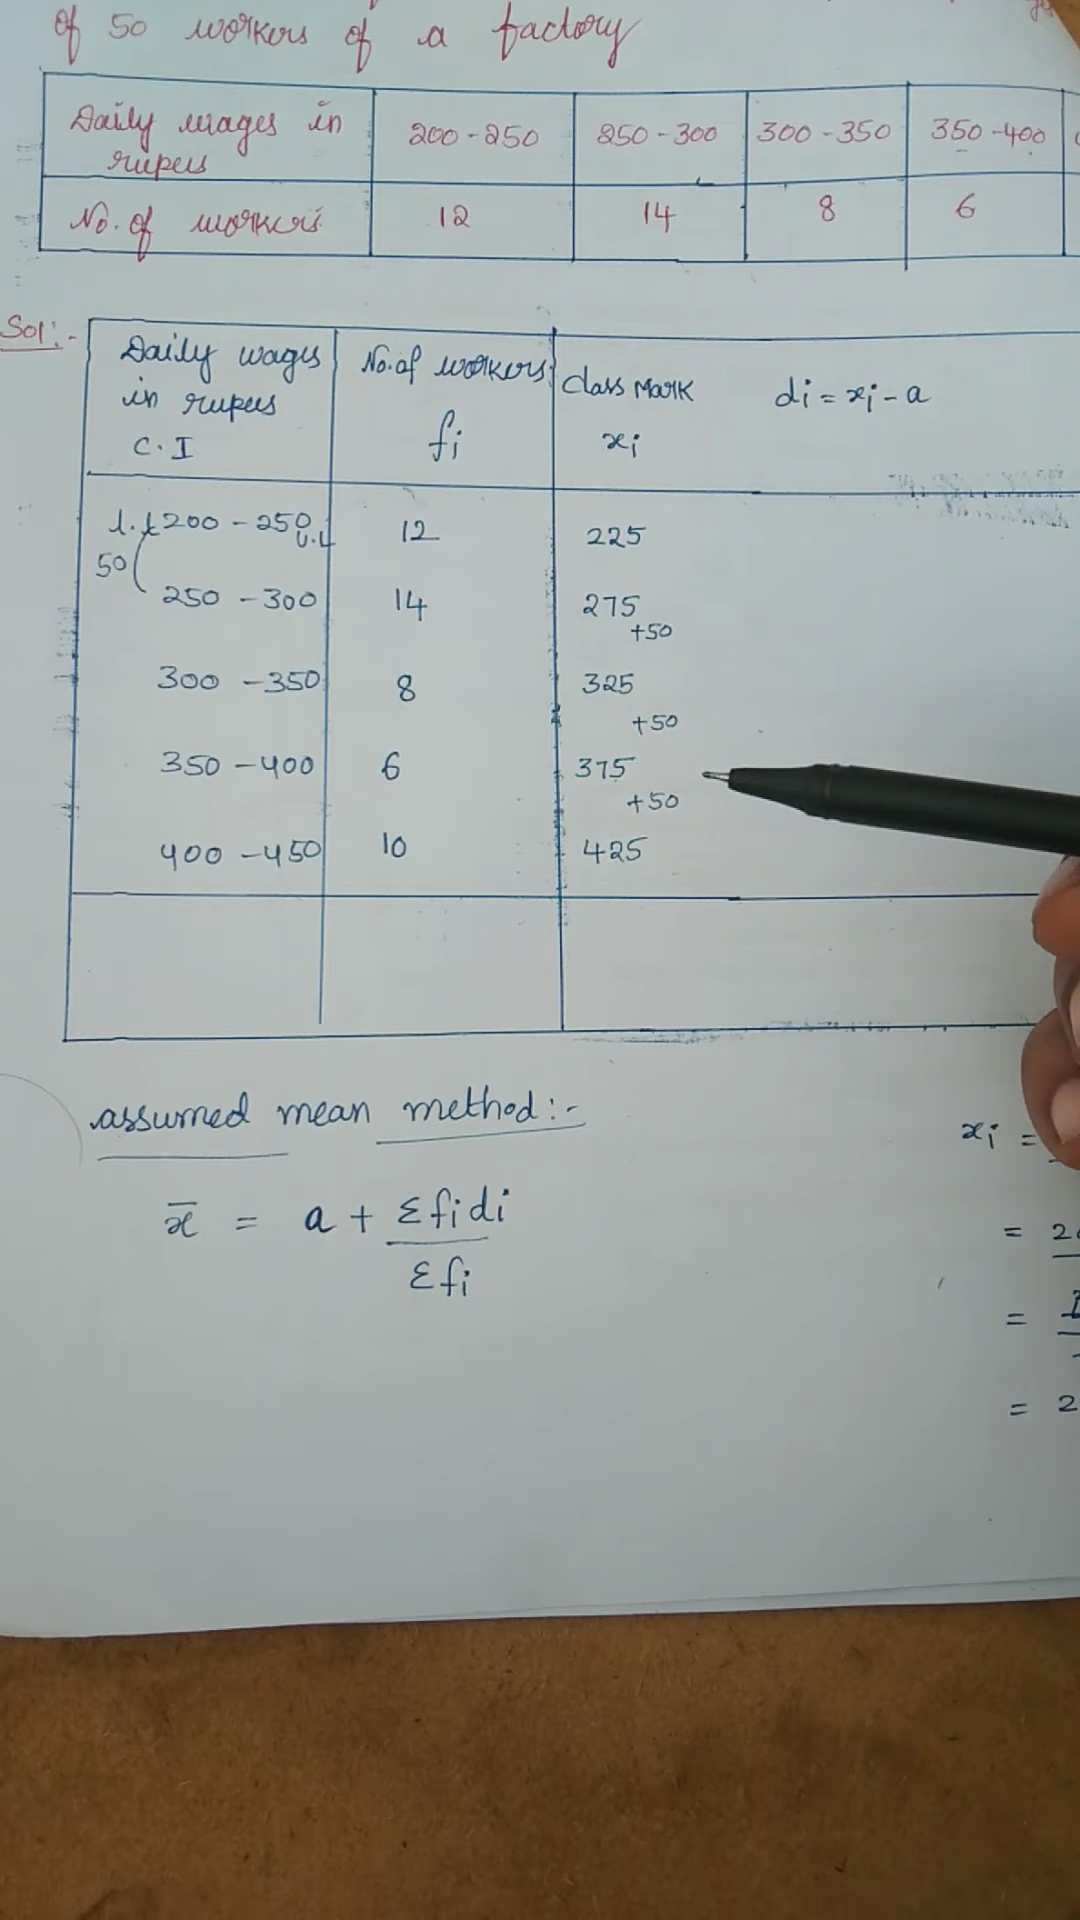 of 50 workers of a factory
Daily wages in rupees 200-250 250-300 300-350 350-400
No. of workers 12 14 8 6
Sol:-
Daily wages in rupees C.I No. of workers fi Class Mark xi di = xi - a
l.l 200 - 250 u.l 12 225
50
250 - 300 14 275
+50
300 - 350 8 325
+50
350 - 400 6 375
+50
400 - 450 10 425
assumed mean method:-
x̄ = a + Σfidi / Σfi
xi =
= 2
=
= 2